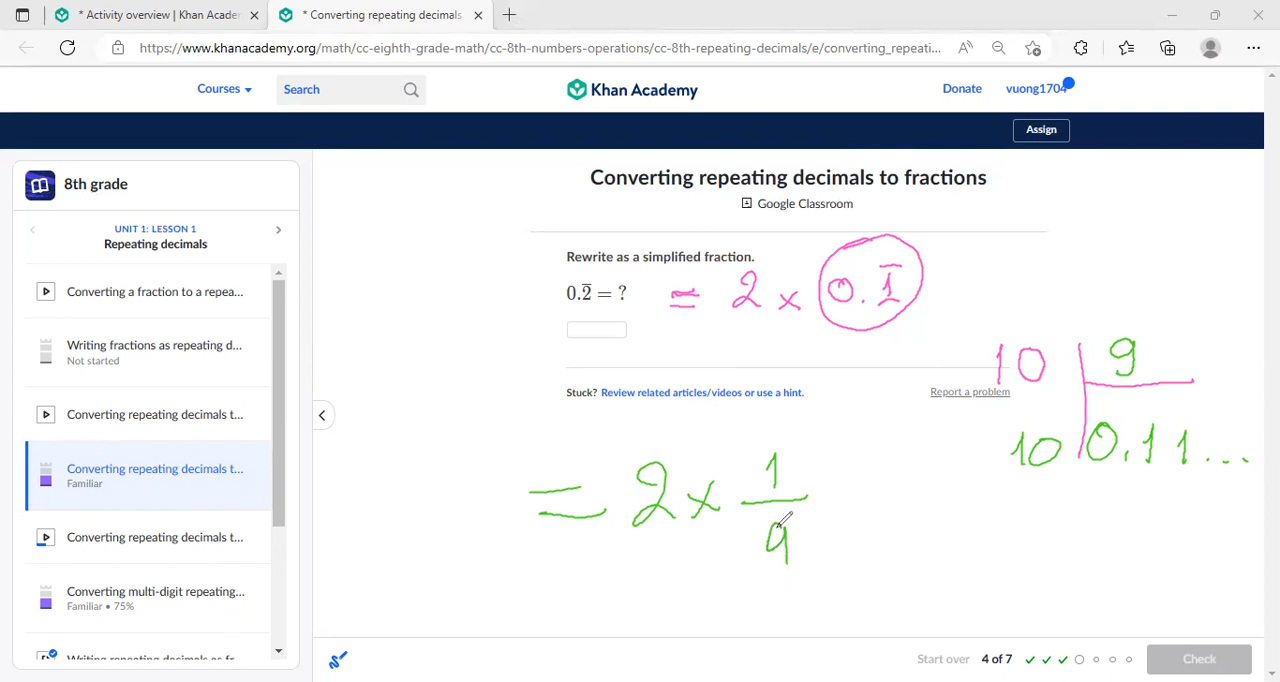 * Activity overview | Khan Acader
* Converting repeating decimals
https://www.khanacademy.org/math/cc-eighth-grade-math/cc-8th-numbers-operations/cc-8th-repeating-decimals/e/converting_repeati...
Courses
Search
Khan Academy
Donate
vuong1704
Assign
8th grade
UNIT 1: LESSON 1
Repeating decimals
Converting a fraction to a repea...
Writing fractions as repeating d...
Not started
Converting repeating decimals t...
Converting repeating decimals t...
Familiar
Converting repeating decimals t...
Converting multi-digit repeating...
Familiar • 75%
Converting repeating decimals to fractions
Google Classroom
Rewrite as a simplified fraction.
0.2̅ = ? = 2 x 0.1̅
10 9
10 0,11...
Stuck? Review related articles/videos or use a hint.
Report a problem
= 2 x 1/9
Start over 4 of 7
Check